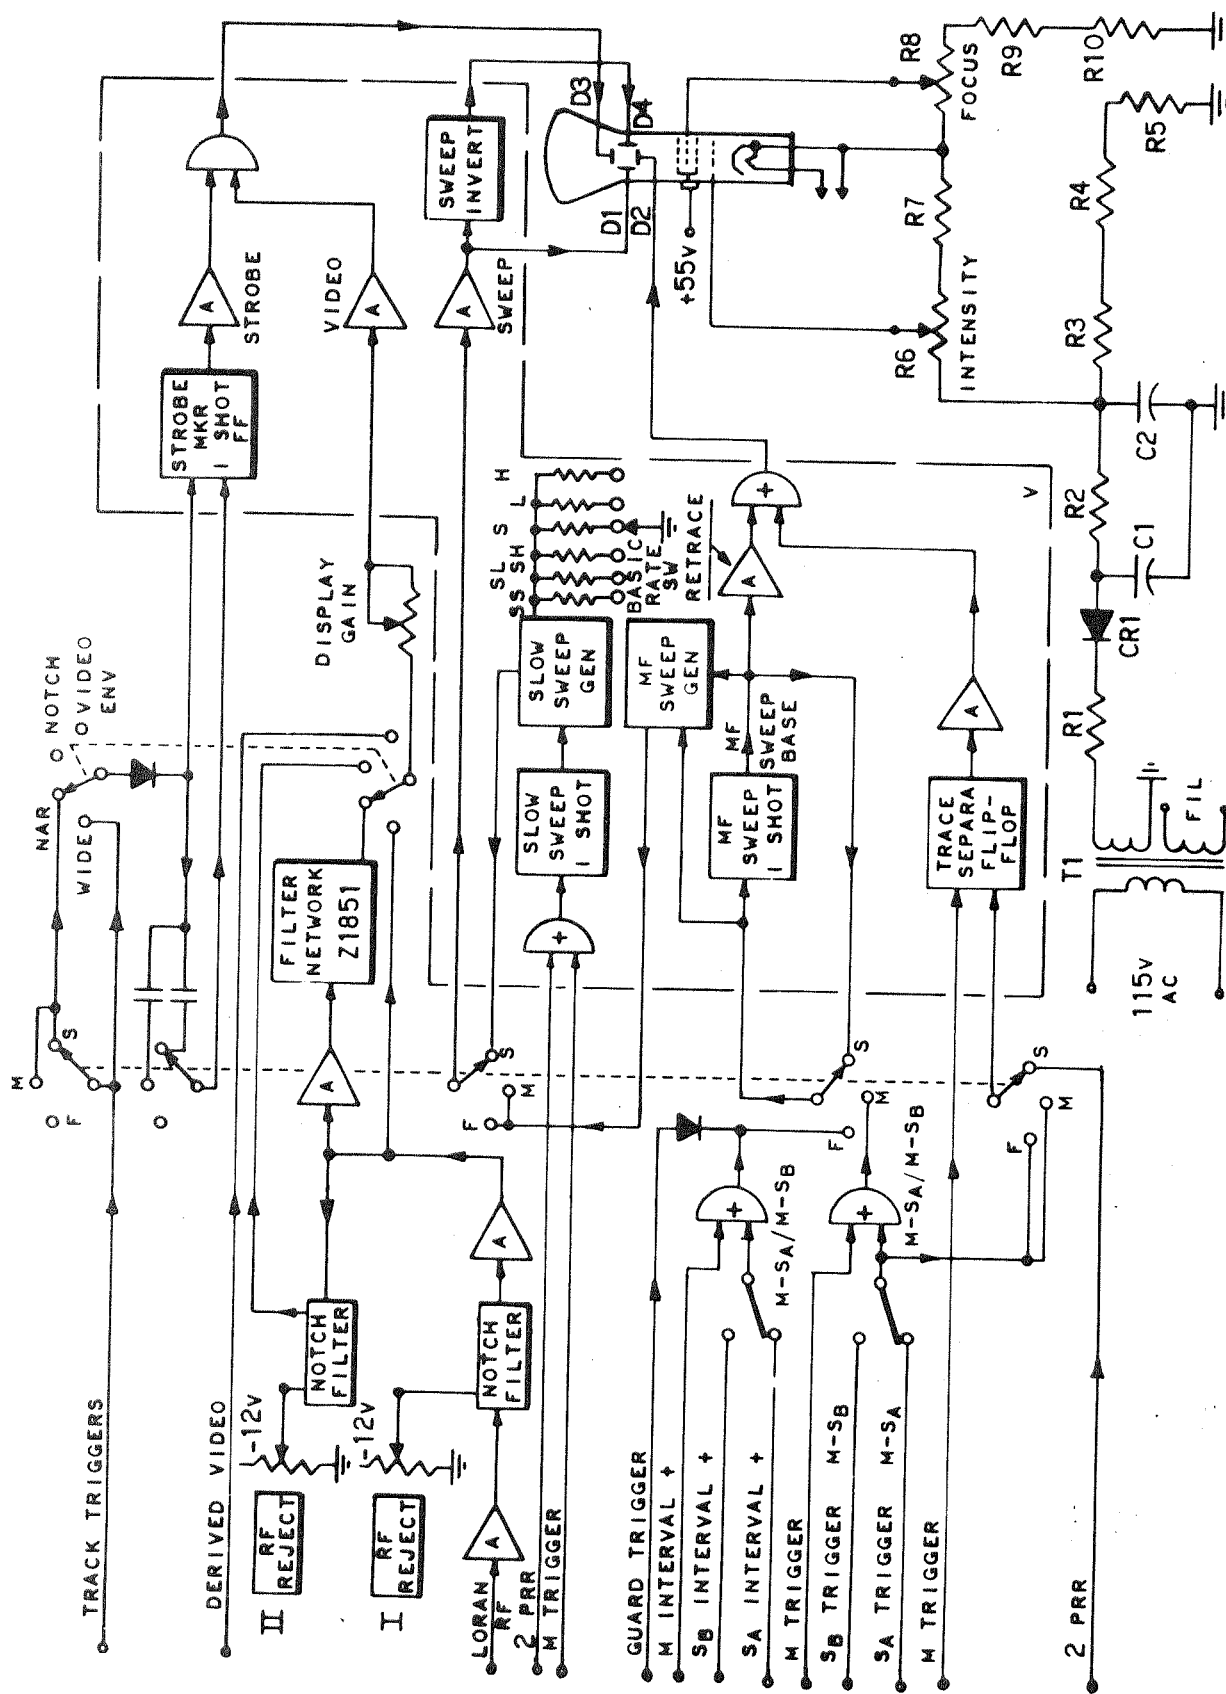 TRACK TRIGGERS
DERIVED VIDEO
II
RF
REJECT
-12V
I
RF
REJECT
-12V
LORAN
RF
2 PRR
M TRIGGER
GUARD TRIGGER
M INTERVAL +
SB INTERVAL +
SA INTERVAL +
M TRIGGER
SB TRIGGER M-SB
SA TRIGGER M-SA
M TRIGGER
2 PRR
A
NOTCH
FILTER
NOTCH
FILTER
A
A
M
F
S
F
M
S
+
M-SA/M-SB
+
M-SA/M-SB
F
M
S
F
M
S
NAR
WIDE
NOTCH
VIDEO
ENV
FILTER
NETWORK
Z1851
DISPLAY
GAIN
+
SLOW
SWEEP
1 SHOT
SLOW
SWEEP
GEN
SS
SL
SH
S
L
H
BASIC
RATE
SW
MF
SWEEP
1 SHOT
MF
SWEEP
BASE
MF
SWEEP
GEN
RETRACE
A
+
TRACE
SEPARA
FLIP-
FLOP
A
V
STROBE
MKR
1 SHOT
FF
A
STROBE
A
VIDEO
A
SWEEP
SWEEP
INVERT
D1
D2
D3
D4
+55V
115V
AC
T1
FIL
R1
CR1
C1
R2
C2
R3
R4
R5
R6
INTENSITY
R7
R8
FOCUS
R9
R10